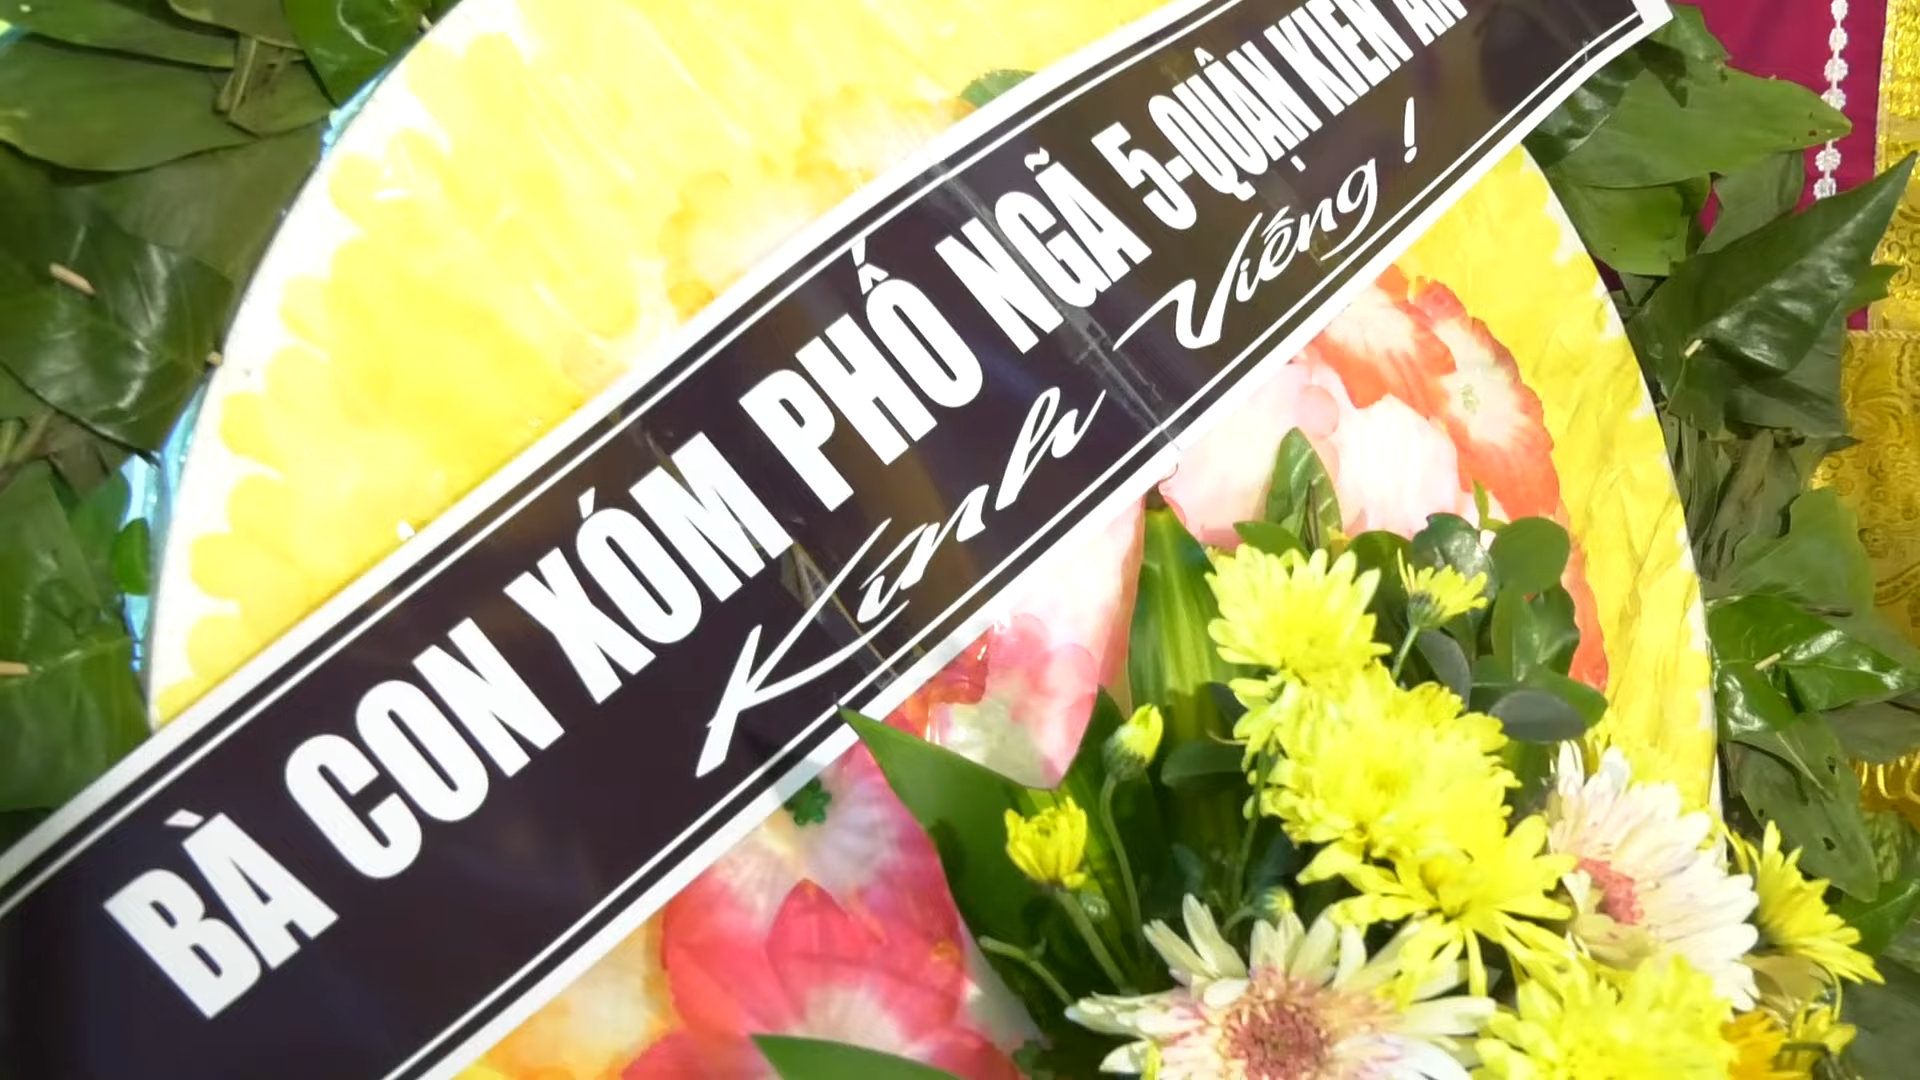 BÀ CON XÓM PHỐ NGÃ 5-QUẬN KIẾN AN
Kính Viếng !